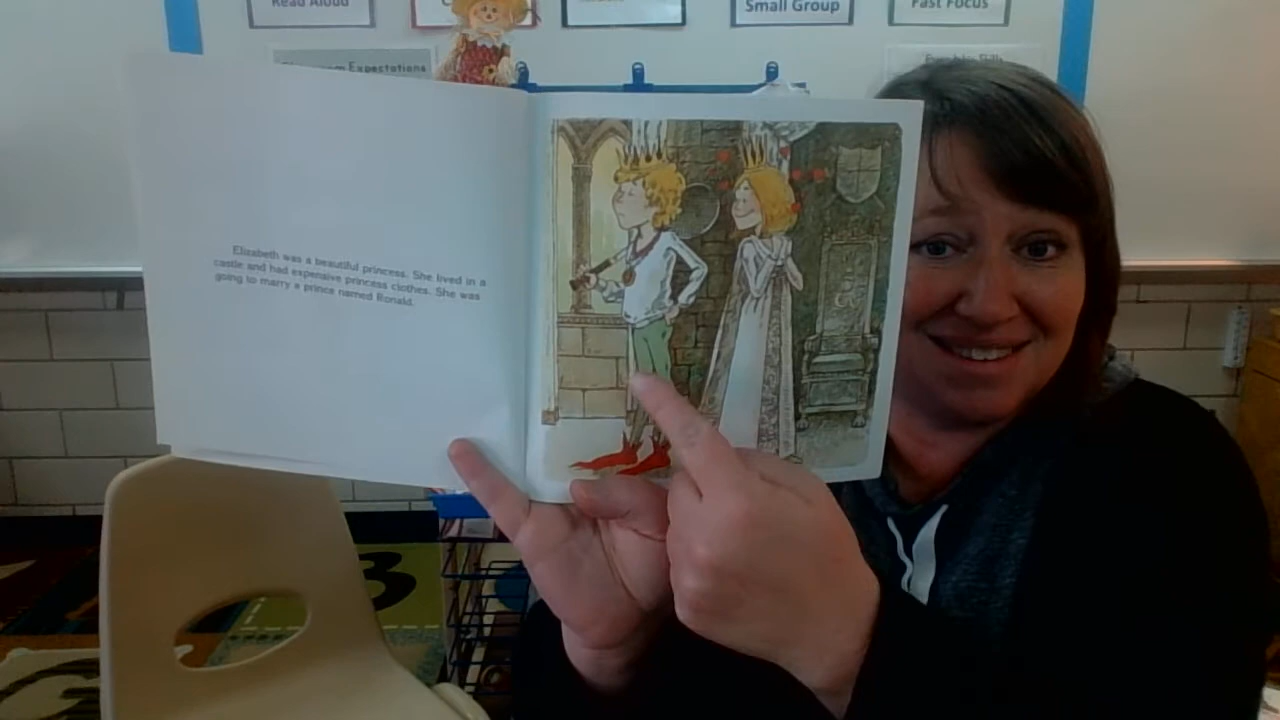 Read Aloud
Small Group
Fast Focus
Expectations
Elizabeth was a beautiful princess. She lived in a
castle and had expensive princess clothes. She was
going to marry a prince named Ronald.
3